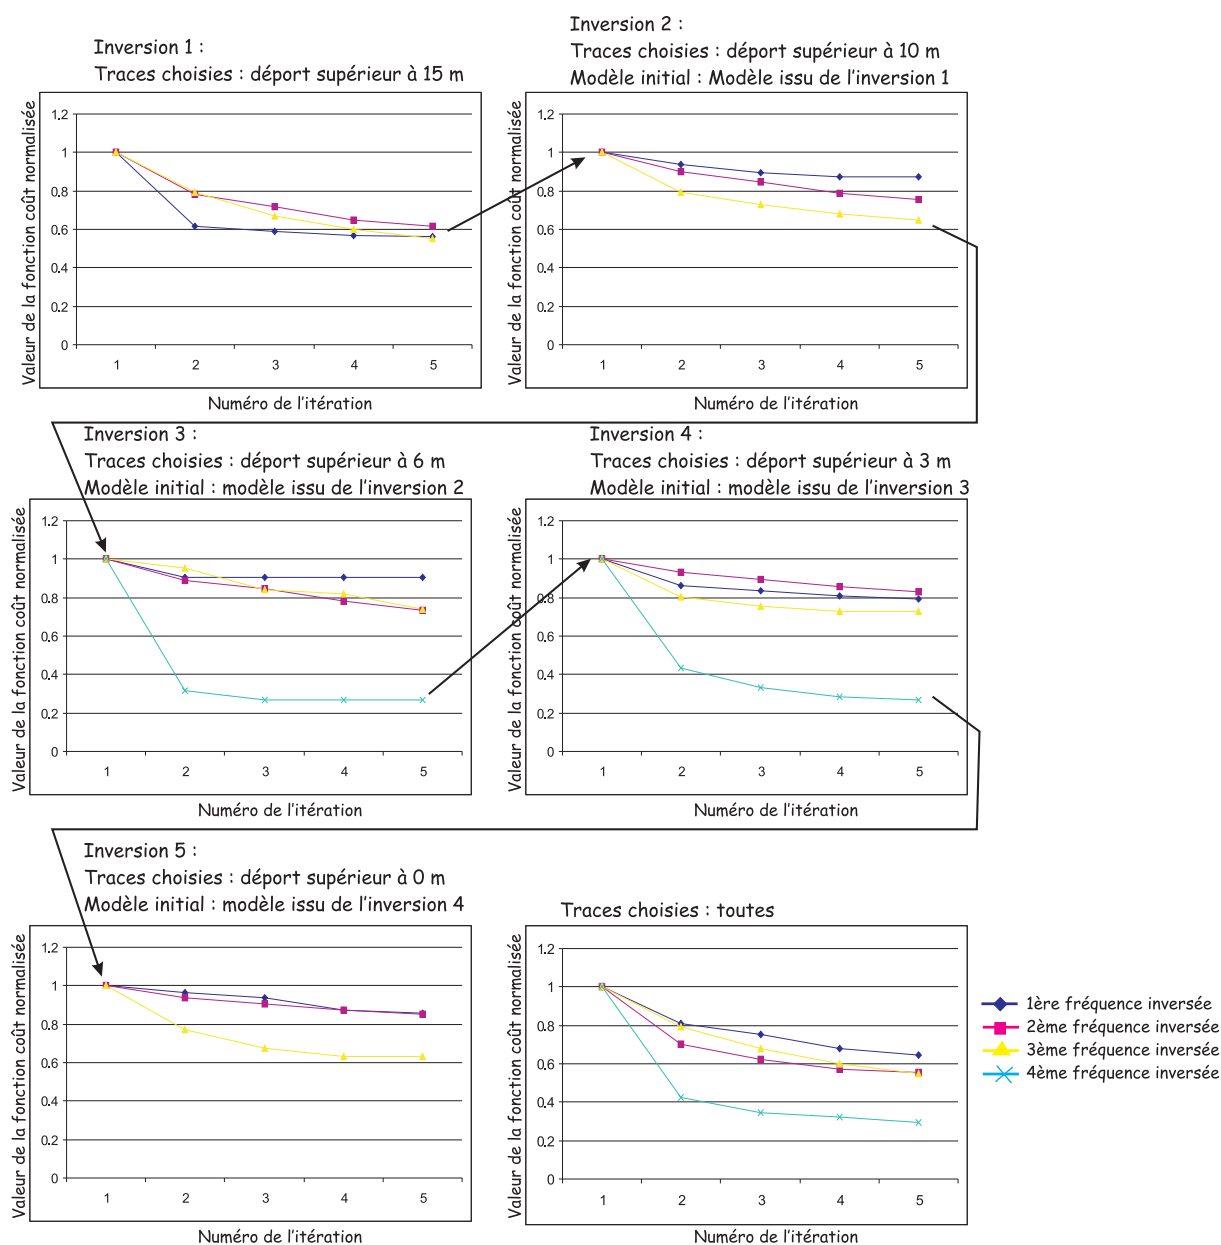 Inversion 1 :
Traces choisies : déport supérieur à 15 m
Valeur de la fonction coût normalisée
1.2
1
0.8
0.6
0.4
0.2
0
1 2 3 4 5
Numéro de l'itération
Inversion 2 :
Traces choisies : déport supérieur à 10 m
Modèle initial : Modèle issu de l'inversion 1
Valeur de la fonction coût normalisée
1.2
1
0.8
0.6
0.4
0.2
0
1 2 3 4 5
Numéro de l'itération
Inversion 3 :
Traces choisies : déport supérieur à 6 m
Modèle initial : modèle issu de l'inversion 2
Valeur de la fonction coût normalisée
1.2
1
0.8
0.6
0.4
0.2
0
1 2 3 4 5
Numéro de l'itération
Inversion 4 :
Traces choisies : déport supérieur à 3 m
Modèle initial : modèle issu de l'inversion 3
Valeur de la fonction coût normalisée
1.2
1
0.8
0.6
0.4
0.2
0
1 2 3 4 5
Numéro de l'itération
Inversion 5 :
Traces choisies : déport supérieur à 0 m
Modèle initial : modèle issu de l'inversion 4
Valeur de la fonction coût normalisée
1.2
1
0.8
0.6
0.4
0.2
0
1 2 3 4 5
Numéro de l'itération
Traces choisies : toutes
Valeur de la fonction coût normalisée
1.2
1
0.8
0.6
0.4
0.2
0
1 2 3 4 5
Numéro de l'itération
1ère fréquence inversée
2ème fréquence inversée
3ème fréquence inversée
4ème fréquence inversée